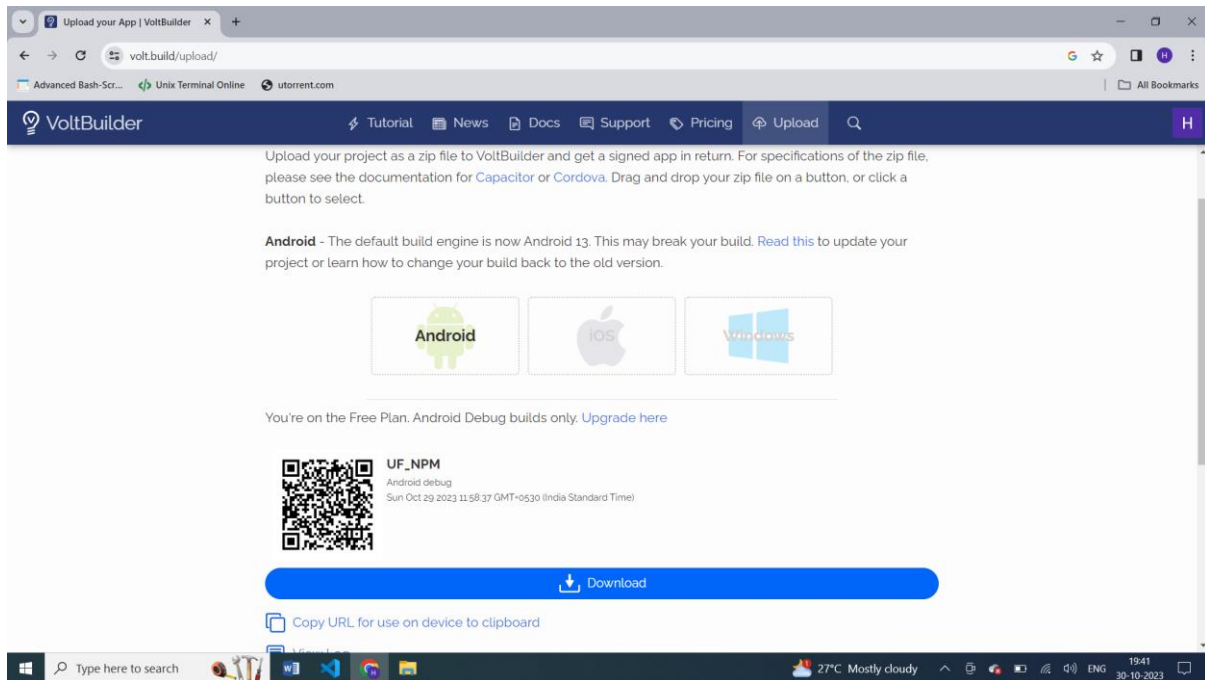 Upload your App | VoltBuilder
volt.build/upload/
Advanced Bash-Scr... Unix Terminal Online utorrent.com All Bookmarks
VoltBuilder Tutorial News Docs Support Pricing Upload H
Upload your project as a zip file to VoltBuilder and get a signed app in return. For specifications of the zip file,
please see the documentation for Capacitor or Cordova. Drag and drop your zip file on a button, or click a
button to select.
Android - The default build engine is now Android 13. This may break your build. Read this to update your
project or learn how to change your build back to the old version.
Android iOS Windows
You're on the Free Plan. Android Debug builds only. Upgrade here
UF_NPM
Android debug
Sun Oct 29 2023 11:58:37 GMT+0530 (India Standard Time)
Download
Copy URL for use on device to clipboard
View Log
Type here to search 27°C Mostly cloudy ENG 19:41
30-10-2023